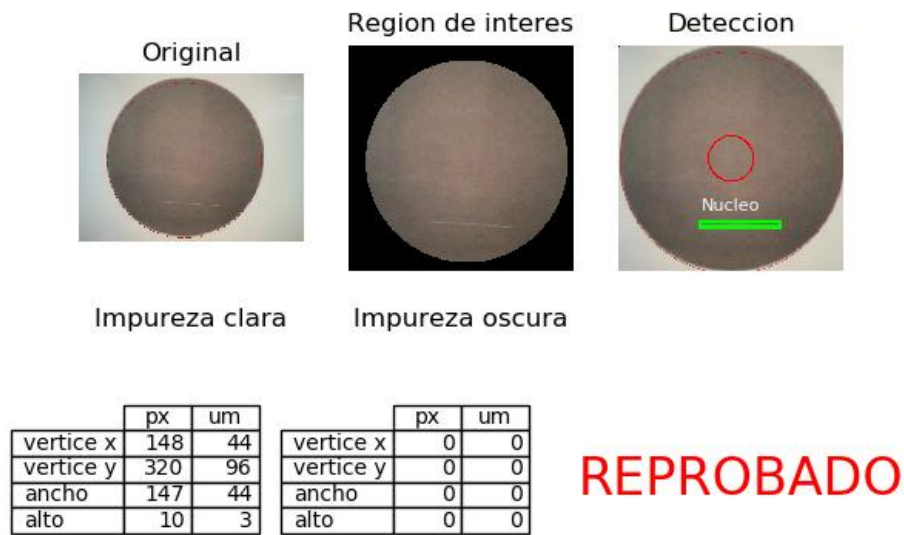 Original
Region de interes
Deteccion
Nucleo
Impureza clara
Impureza oscura
px um
vertice x 148 44
vertice y 320 96
ancho 147 44
alto 10 3
px um
vertice x 0 0
vertice y 0 0
ancho 0 0
alto 0 0
REPROBADO